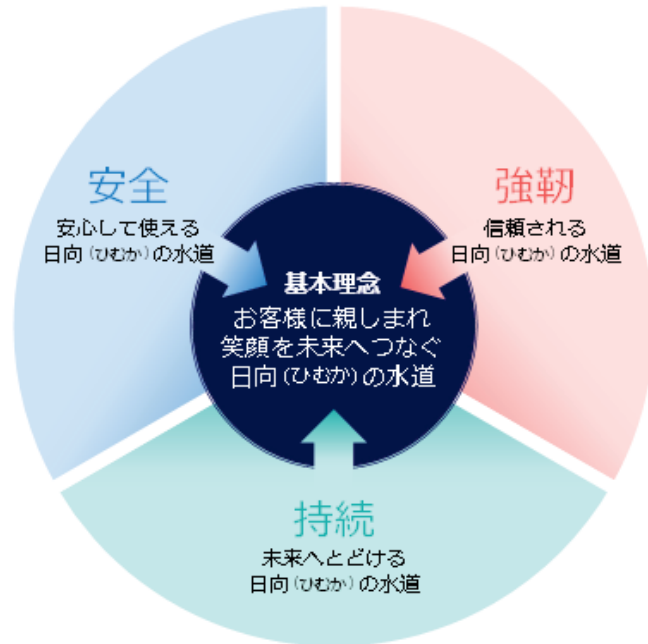 安全
安心して使える
日向(ひむか)の水道
強靭
信頼される
日向(ひむか)の水道
基本理念
お客様に親しまれ
笑顔を未来へつなぐ
日向(ひむか)の水道
持続
未来へとどける
日向(ひむか)の水道